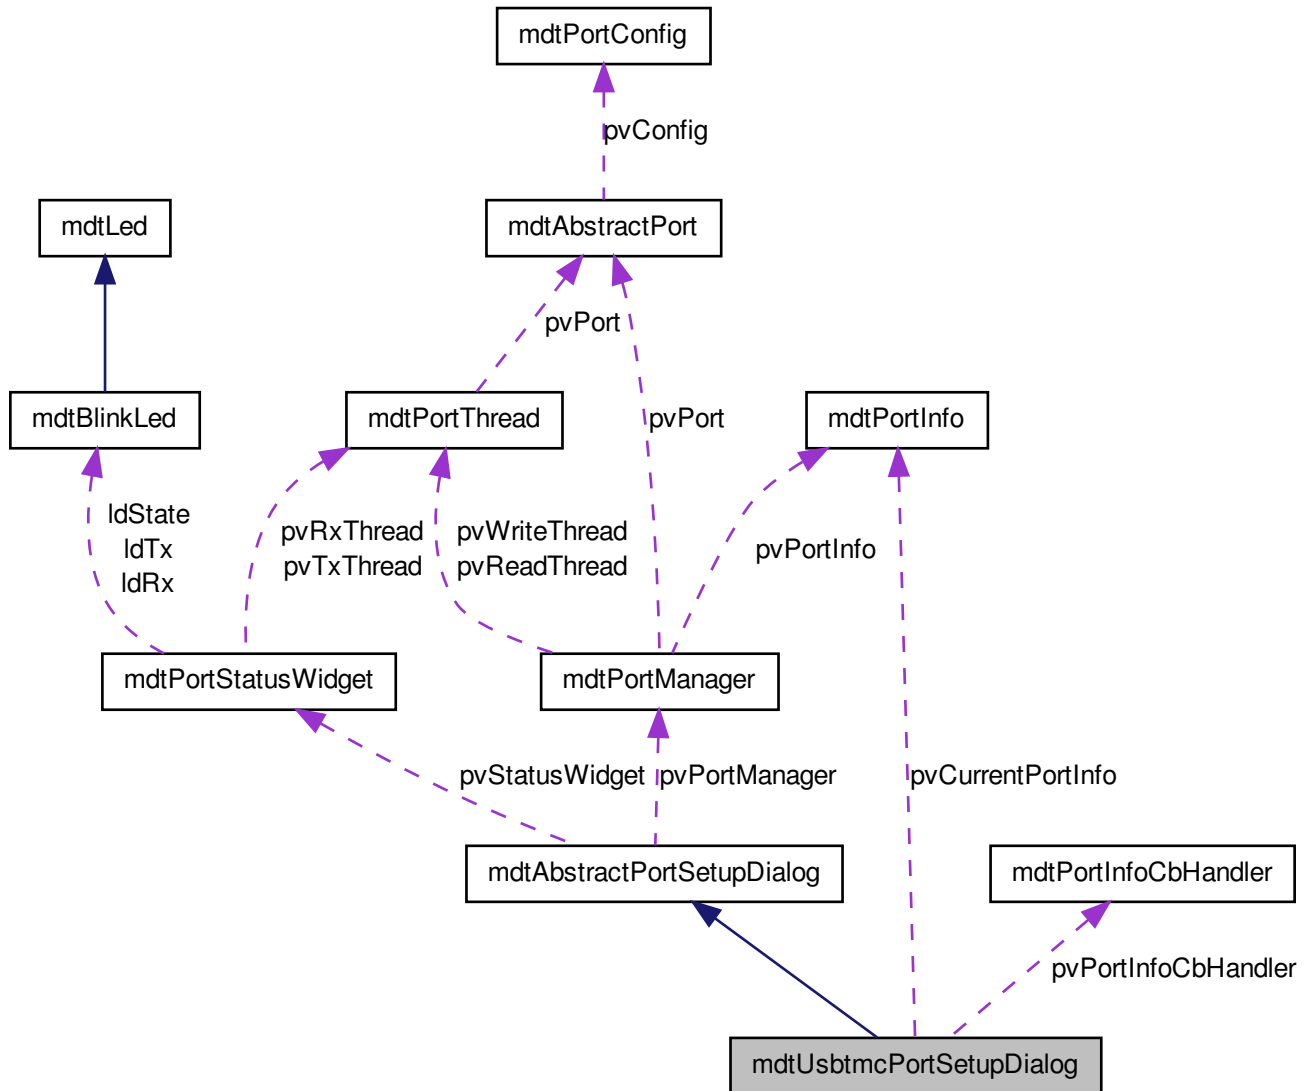 mdtPortConfig
pvConfig
mdtLed
mdtAbstractPort
pvPort
mdtBlinkLed
mdtPortThread
pvPort
mdtPortInfo
ldState
ldTx
ldRx
pvRxThread
pvTxThread
pvWriteThread
pvReadThread
pvPortInfo
mdtPortStatusWidget
mdtPortManager
pvStatusWidget
pvPortManager
pvCurrentPortInfo
mdtAbstractPortSetupDialog
mdtPortInfoCbHandler
pvPortInfoCbHandler
mdtUsbtmcPortSetupDialog